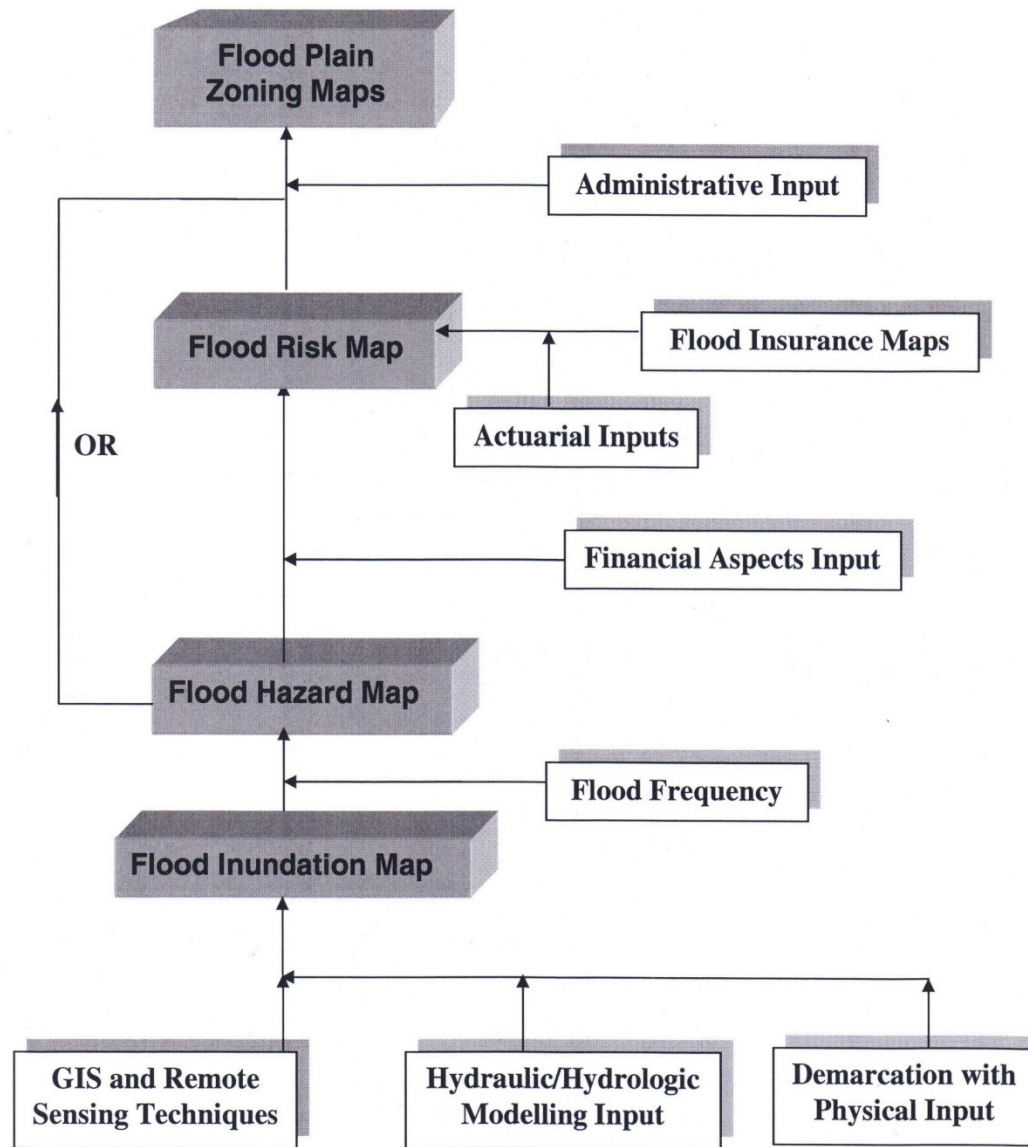 Flood Plain
Zoning Maps
Administrative Input
Flood Risk Map
Flood Insurance Maps
Actuarial Inputs
OR
Financial Aspects Input
Flood Hazard Map
Flood Frequency
Flood Inundation Map
GIS and Remote
Sensing Techniques
Hydraulic/Hydrologic
Modelling Input
Demarcation with
Physical Input